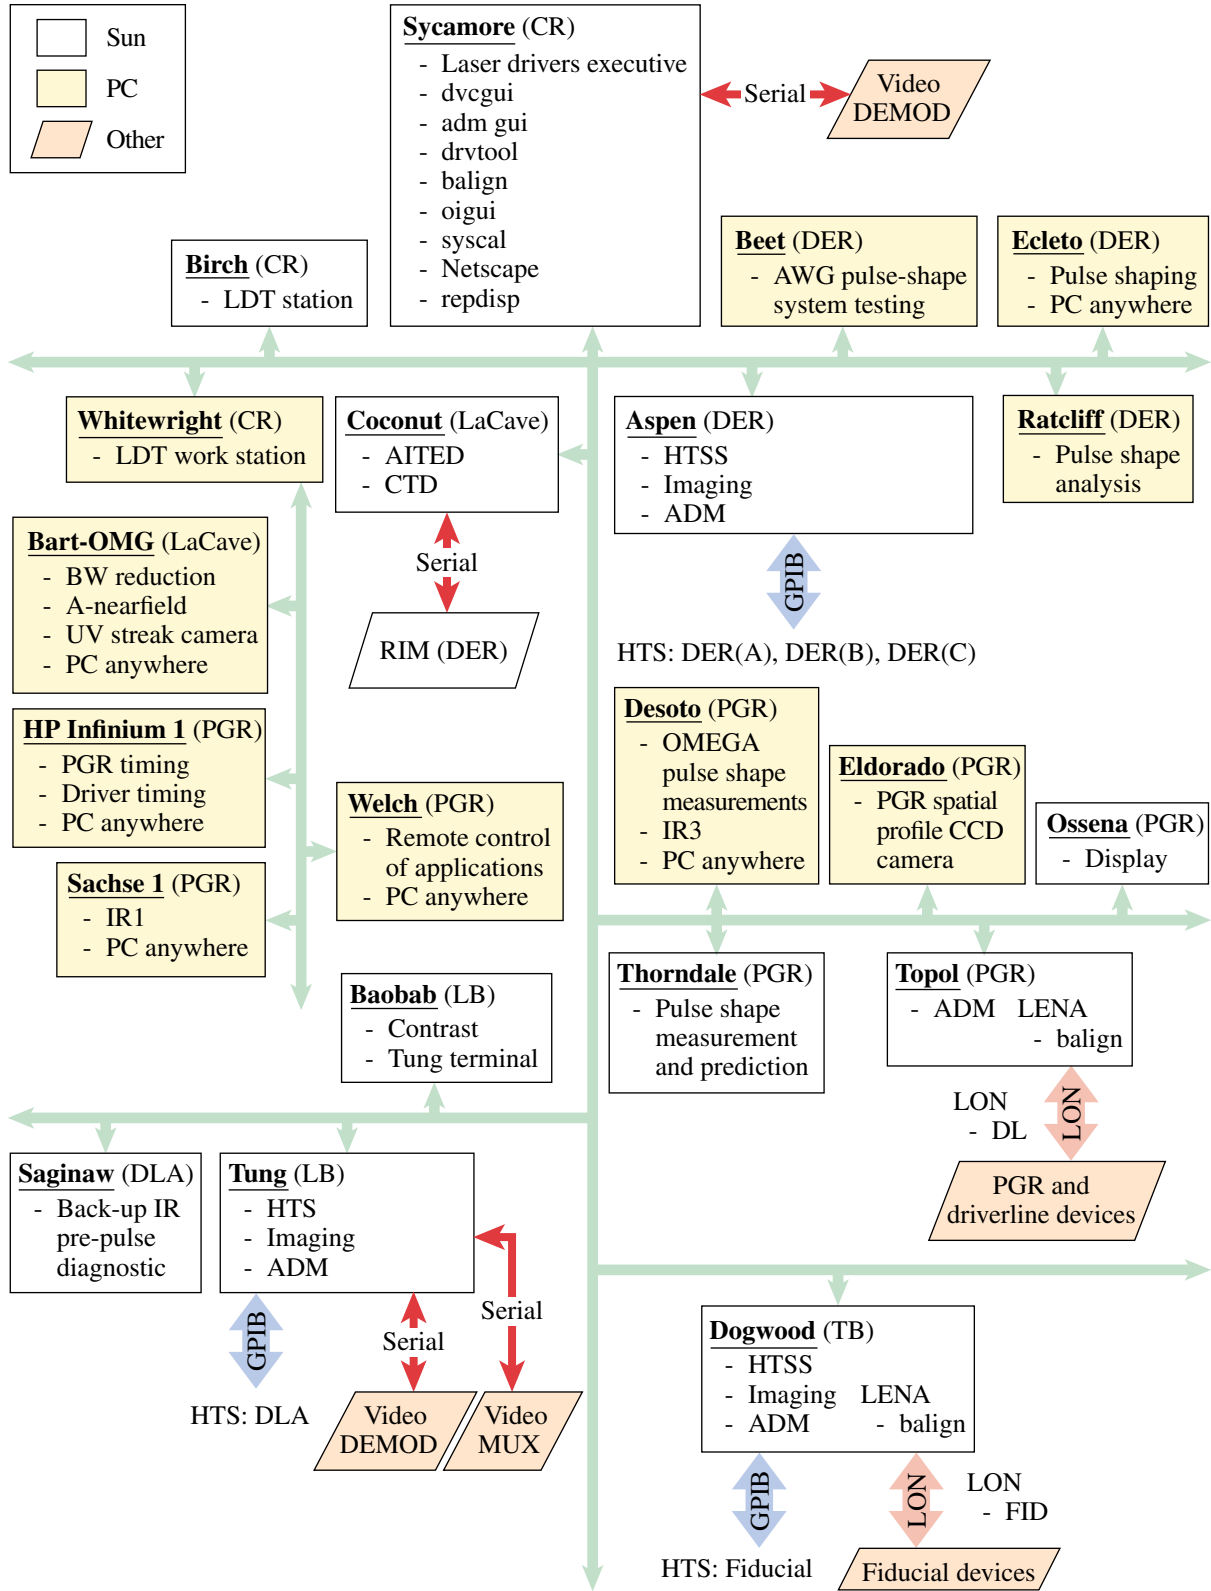 Sun
PC
Other
Sycamore (CR)
- Laser drivers executive
- dvcgui
- adm gui
- drvtool
- balign
- oigui
- syscal
- Netscape
- repdisp
Serial
Video
DEMOD
Birch (CR)
- LDT station
Beet (DER)
- AWG pulse-shape
system testing
Ecleto (DER)
- Pulse shaping
- PC anywhere
Whitewright (CR)
- LDT work station
Coconut (LaCave)
- AITED
- CTD
Serial
RIM (DER)
Aspen (DER)
- HTSS
- Imaging
- ADM
GPIB
HTS: DER(A), DER(B), DER(C)
Ratcliff (DER)
- Pulse shape
analysis
Bart-OMG (LaCave)
- BW reduction
- A-nearfield
- UV streak camera
- PC anywhere
HP Infinium 1 (PGR)
- PGR timing
- Driver timing
- PC anywhere
Welch (PGR)
- Remote control
of applications
- PC anywhere
Sachse 1 (PGR)
- IR1
- PC anywhere
Desoto (PGR)
- OMEGA
pulse shape
measurements
- IR3
- PC anywhere
Eldorado (PGR)
- PGR spatial
profile CCD
camera
Ossena (PGR)
- Display
Thorndale (PGR)
- Pulse shape
measurement
and prediction
Topol (PGR)
- ADM LENA
- balign
LON
- DL
LON
PGR and
driverline devices
Baobab (LB)
- Contrast
- Tung terminal
Saginaw (DLA)
- Back-up IR
pre-pulse
diagnostic
Tung (LB)
- HTS
- Imaging
- ADM
GPIB
HTS: DLA
Serial
Serial
Video
DEMOD
Video
MUX
Dogwood (TB)
- HTSS
- Imaging LENA
- ADM - balign
GPIB
HTS: Fiducial
LON
LON
- FID
Fiducial devices